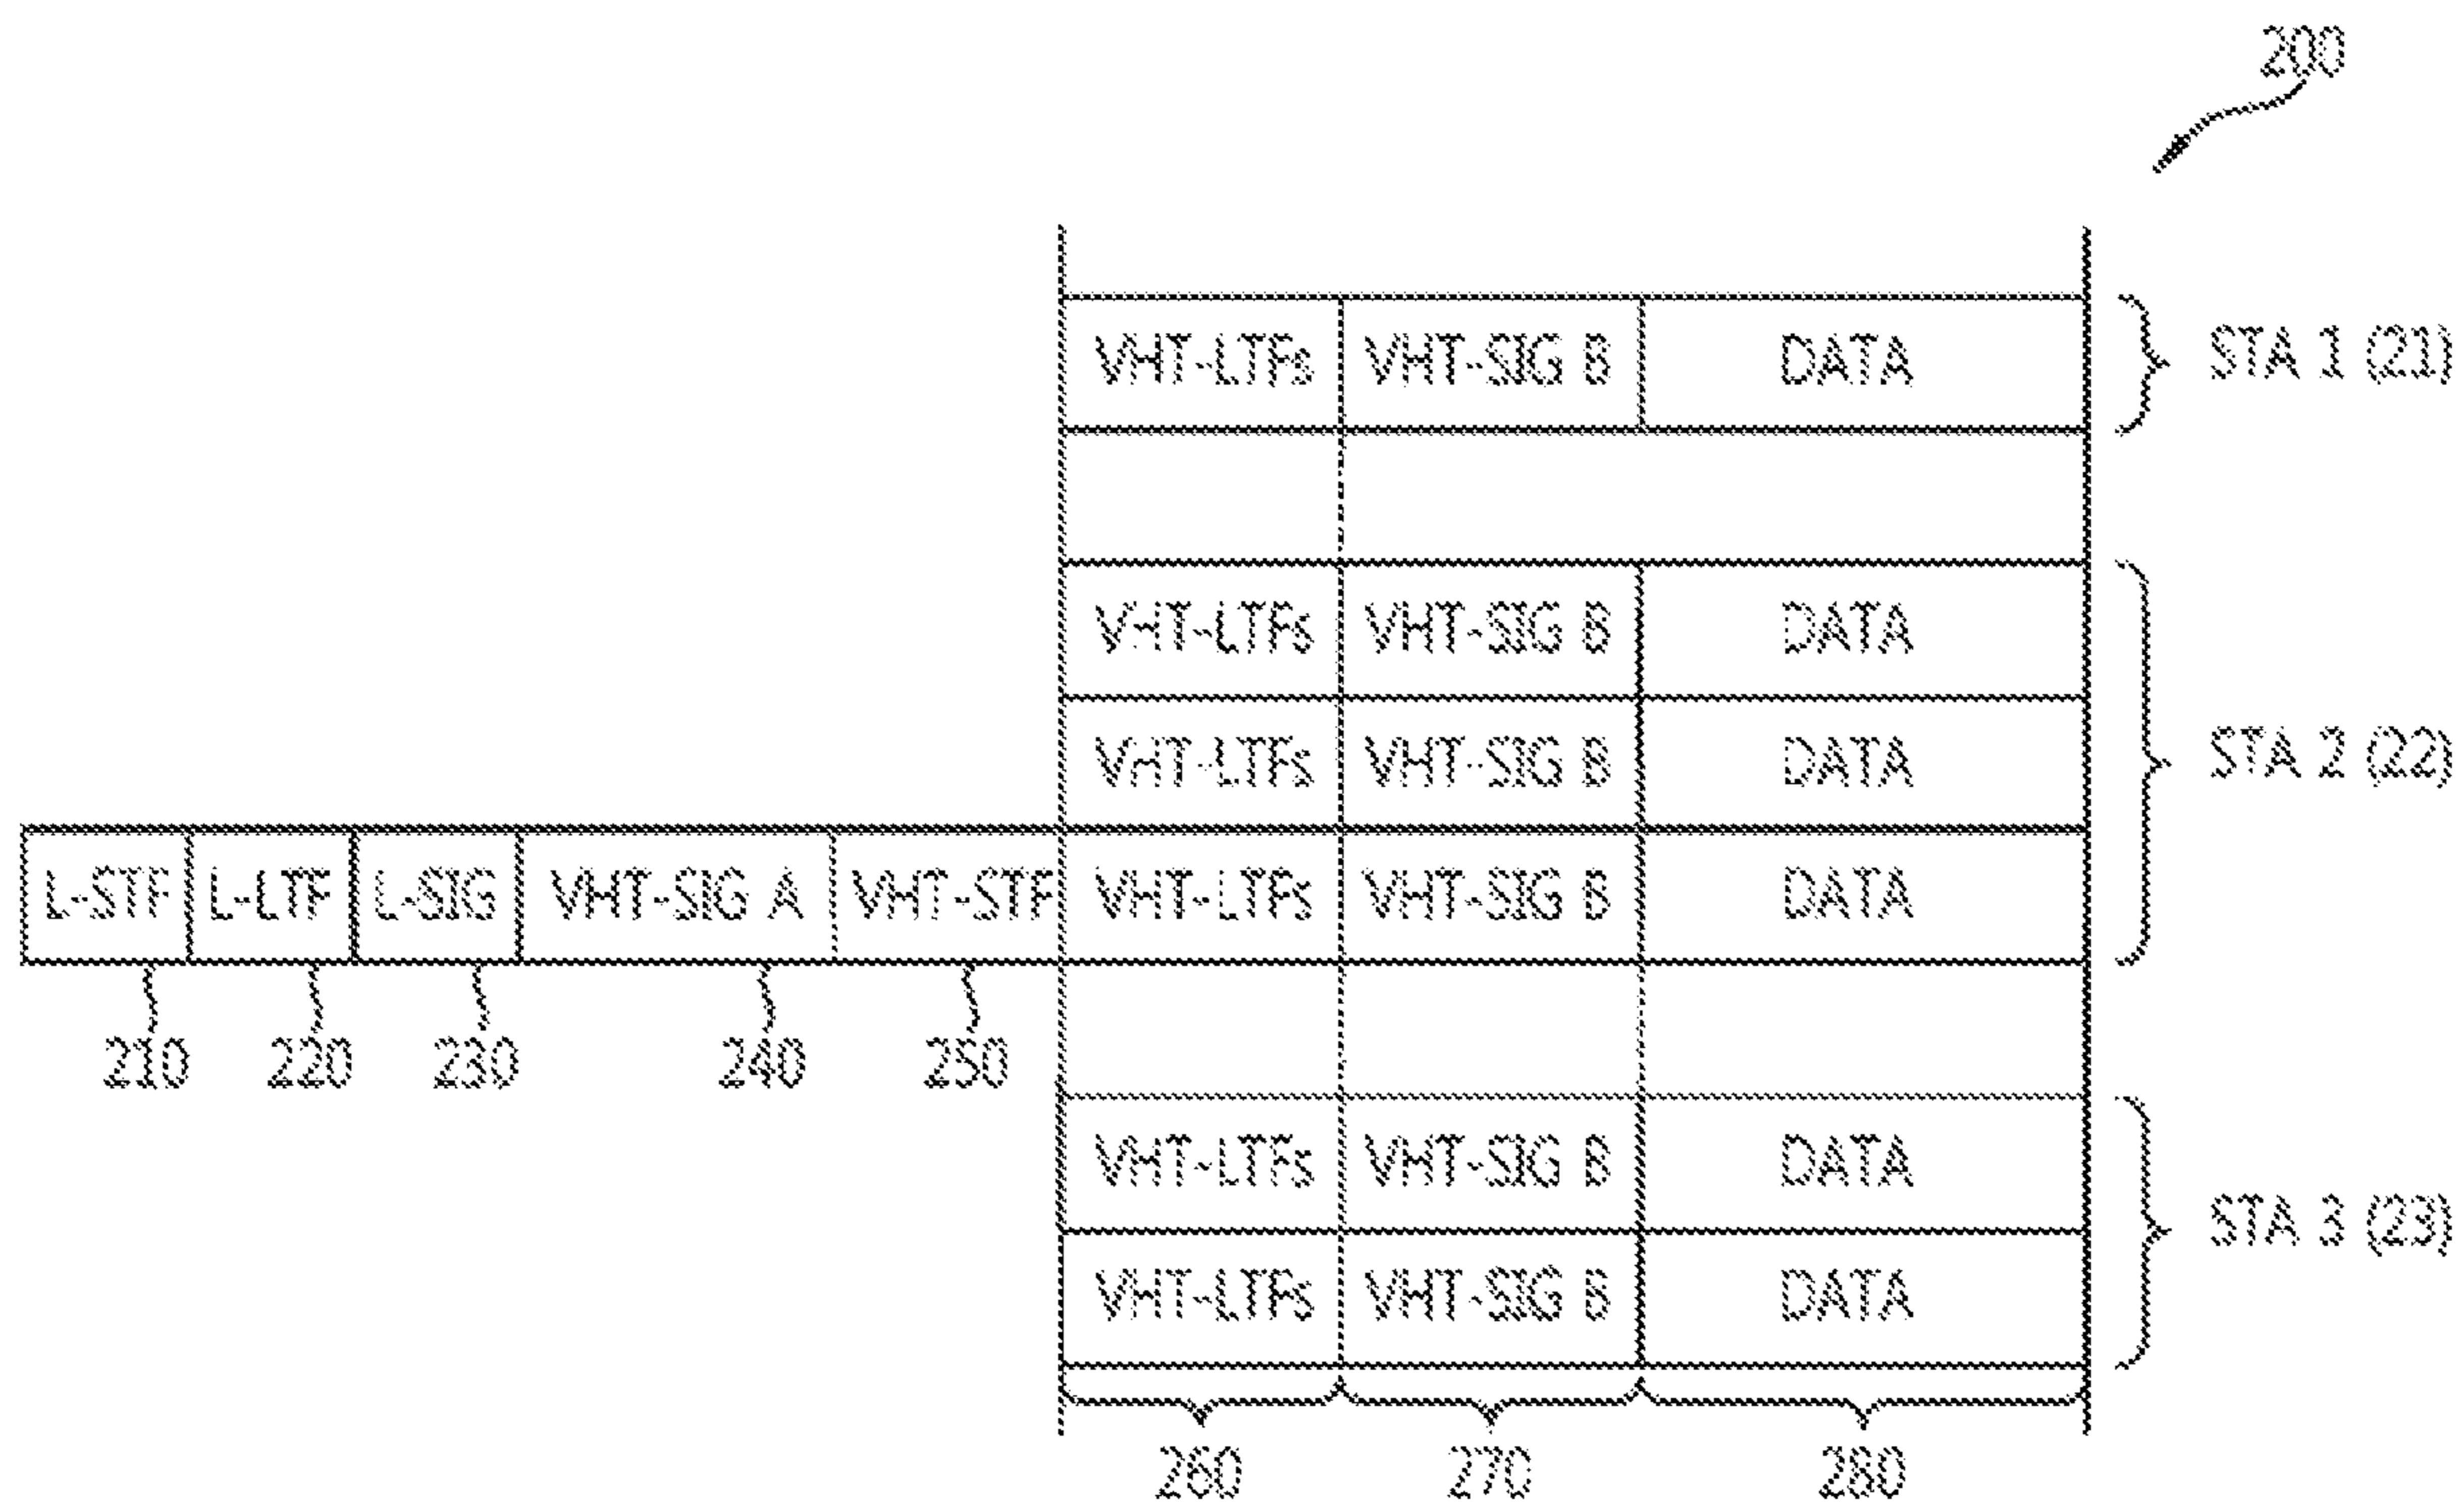 200
VHT-LTFs VHT-SIG B DATA STA 1 (21)
VHT-LTFs VHT-SIG B DATA
VHT-LTFs VHT-SIG B DATA STA 2 (22)
L-STF L-LTF L-SIG VHT-SIG A VHT-STF VHT-LTFs VHT-SIG B DATA
210 220 230 240 250
VHT-LTFs VHT-SIG B DATA
STA 3 (23)
VHT-LTFs VHT-SIG B DATA
260 270 280